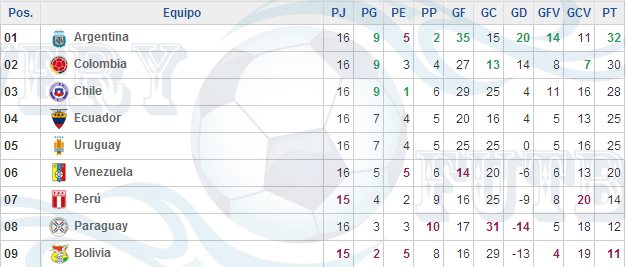 Pos. Equipo PJ PG PE PP GF GC GD GFV GCV PT
01 Argentina 16 9 5 2 35 15 20 14 11 32
02 Colombia 16 9 3 4 27 13 14 8 7 30
03 Chile 16 9 1 6 29 25 4 11 16 28
04 Ecuador 16 7 4 5 20 16 4 5 13 25
05 Uruguay 16 7 4 5 25 25 0 5 16 25
06 Venezuela 16 5 5 6 14 20 -6 6 13 20
07 Perú 15 4 2 9 16 25 -9 8 20 14
08 Paraguay 16 3 3 10 17 31 -14 5 18 12
09 Bolivia 15 2 5 8 16 29 -13 4 19 11